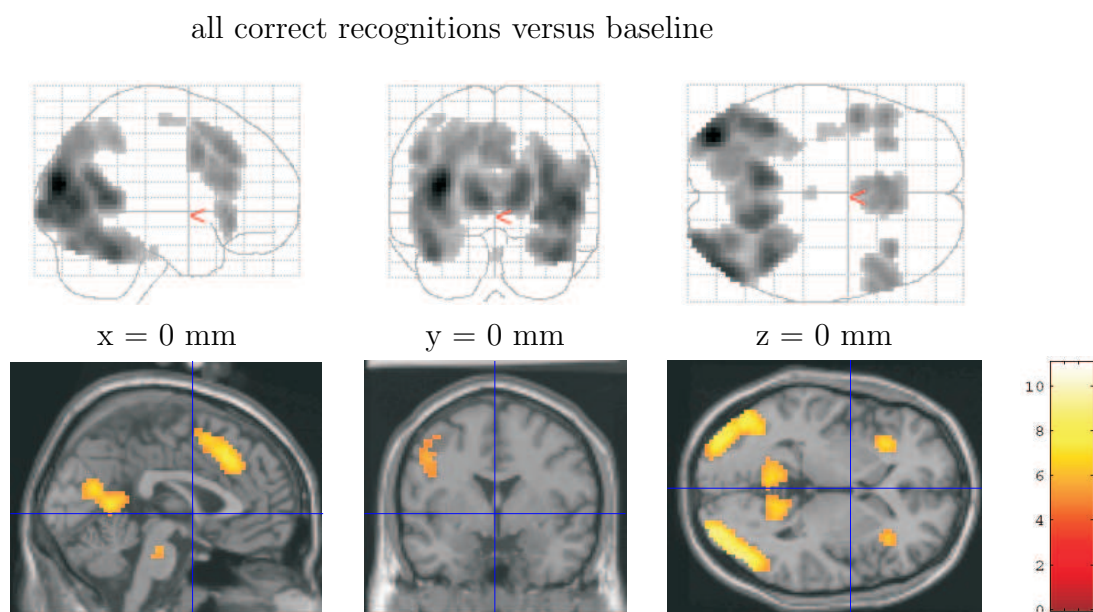 all correct recognitions versus baseline
<
<
<
x = 0 mm
y = 0 mm
z = 0 mm
10
8
6
4
2
0